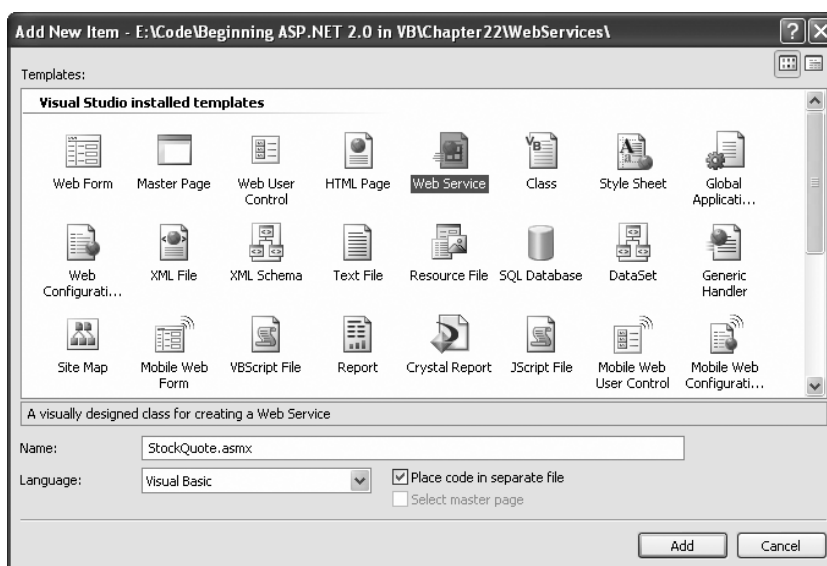 Add New Item - E:\Code\Beginning ASP.NET 2.0 in VB\Chapter22\WebServices\
Templates:
Visual Studio installed templates
Web Form
Master Page
Web User Control
HTML Page
Web Service
Class
Style Sheet
Global Applicati...
Web Configurati...
XML File
XML Schema
Text File
Resource File
SQL Database
DataSet
Generic Handler
Site Map
Mobile Web Form
VBScript File
Report
Crystal Report
JScript File
Mobile Web User Control
Mobile Web Configurati...
A visually designed class for creating a Web Service
Name:
StockQuote.asmx
Language:
Visual Basic
Place code in separate file
Select master page
Add
Cancel